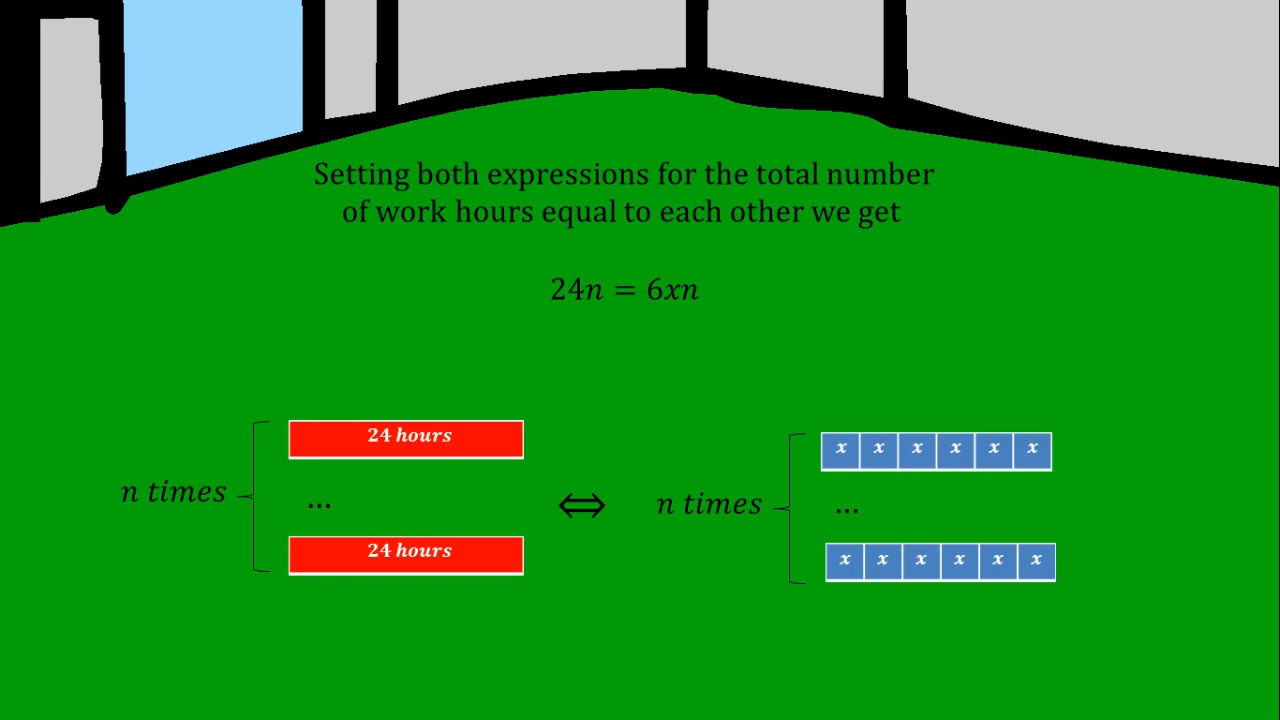 Setting both expressions for the total number
of work hours equal to each other we get
24n = 6xn
24 hours
x x x x x x
n times
...
⇔
n times
...
24 hours
x x x x x x